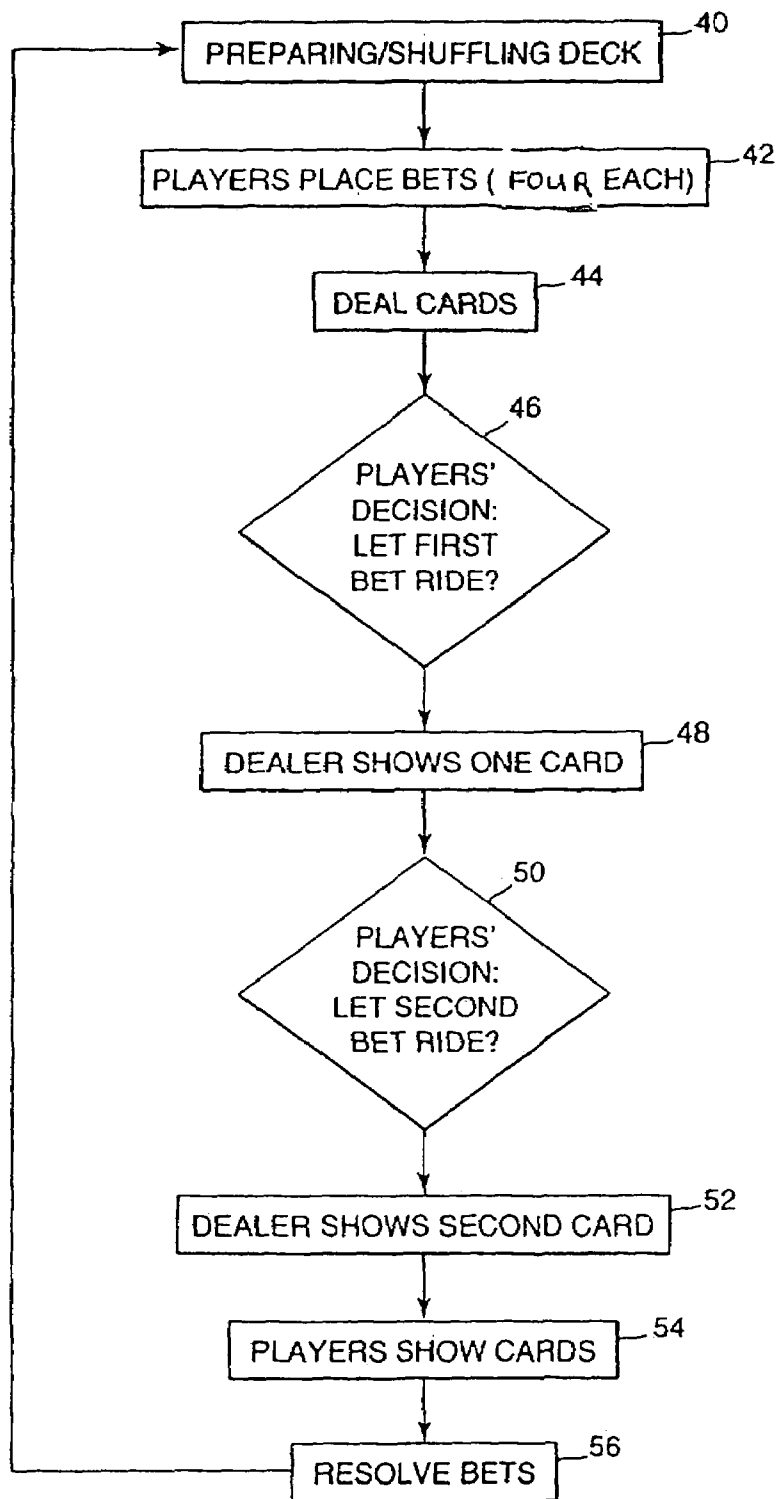 40
PREPARING/SHUFFLING DECK
42
PLAYERS PLACE BETS ( FOUR EACH)
44
DEAL CARDS
46
PLAYERS'
DECISION:
LET FIRST
BET RIDE?
48
DEALER SHOWS ONE CARD
50
PLAYERS'
DECISION:
LET SECOND
BET RIDE?
52
DEALER SHOWS SECOND CARD
54
PLAYERS SHOW CARDS
56
RESOLVE BETS